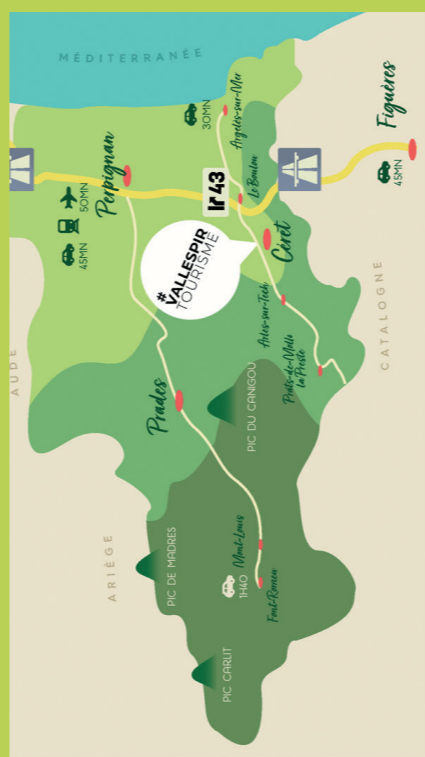 MÉDITERRANÉE
AUDE
ARIÈGE
CATALOGNE
50MN
45MN
Perpignan
30MN
Argelès-sur-Mer
Ir 43
Le Boulou
Figuères
45MN
#
VALLESPIR
TOURISME
Céret
Arles-sur-Tech
Prats-de-Mollo
la Preste
Prades
PIC DU CANIGOU
PIC DE MADRES
Mont-Louis
1H40
Font-Romeu
PIC CARLIT